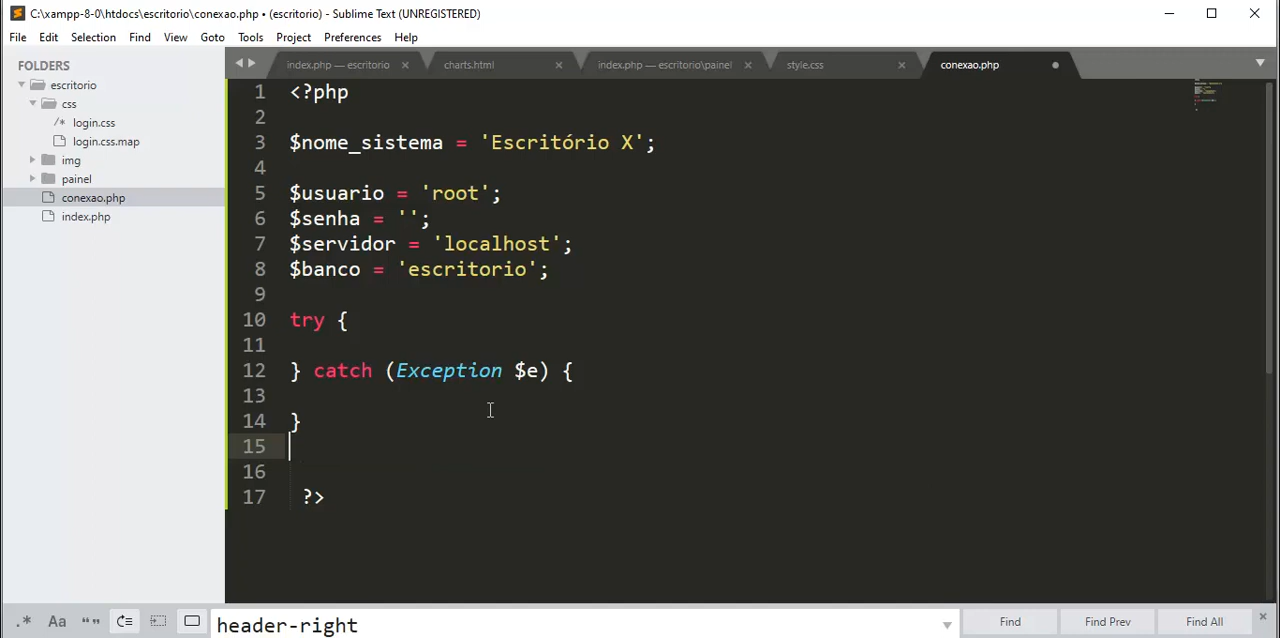 C:\xampp-8-0\htdocs\escritorio\conexao.php • (escritorio) - Sublime Text (UNREGISTERED)
File Edit Selection Find View Goto Tools Project Preferences Help
FOLDERS
escritorio
css
/* login.css
login.css.map
img
painel
conexao.php
index.php
index.php — escritorio × charts.html × index.php — escritorio\painel × style.css × conexao.php •
1 <?php
2
3 $nome_sistema = 'Escritório X';
4
5 $usuario = 'root';
6 $senha = '';
7 $servidor = 'localhost';
8 $banco = 'escritorio';
9
10 try {
11
12 } catch (Exception $e) {
13
14 }
15
16
17 ?>
.* Aa “” header-right Find Find Prev Find All ×